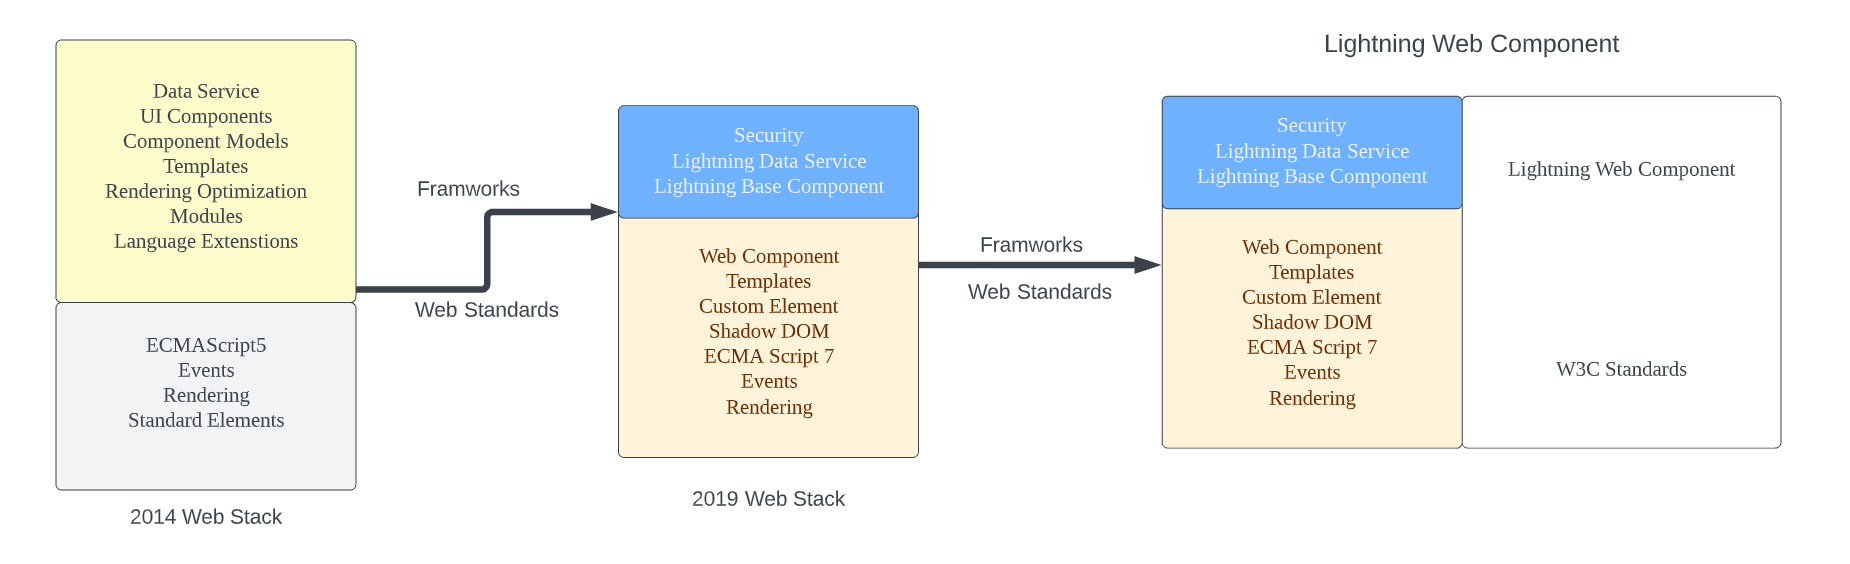 Data Service
UI Components
Component Models
Templates
Rendering Optimization
Modules
Language Extenstions
ECMAScript5
Events
Rendering
Standard Elements
2014 Web Stack
Framworks
Web Standards
Security
Lightning Data Service
Lightning Base Component
Web Component
Templates
Custom Element
Shadow DOM
ECMA Script 7
Events
Rendering
2019 Web Stack
Framworks
Web Standards
Lightning Web Component
Security
Lightning Data Service
Lightning Base Component
Web Component
Templates
Custom Element
Shadow DOM
ECMA Script 7
Events
Rendering
Lightning Web Component
W3C Standards